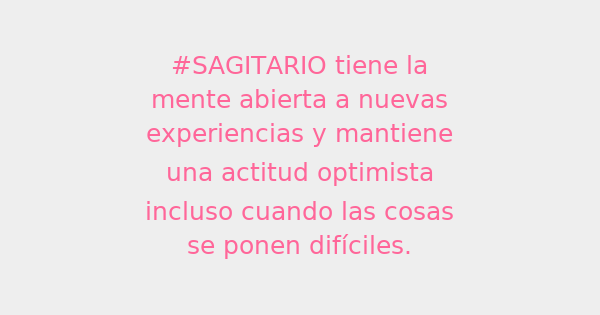 #SAGITARIO tiene la
mente abierta a nuevas
experiencias y mantiene
una actitud optimista
incluso cuando las cosas
se ponen difíciles.